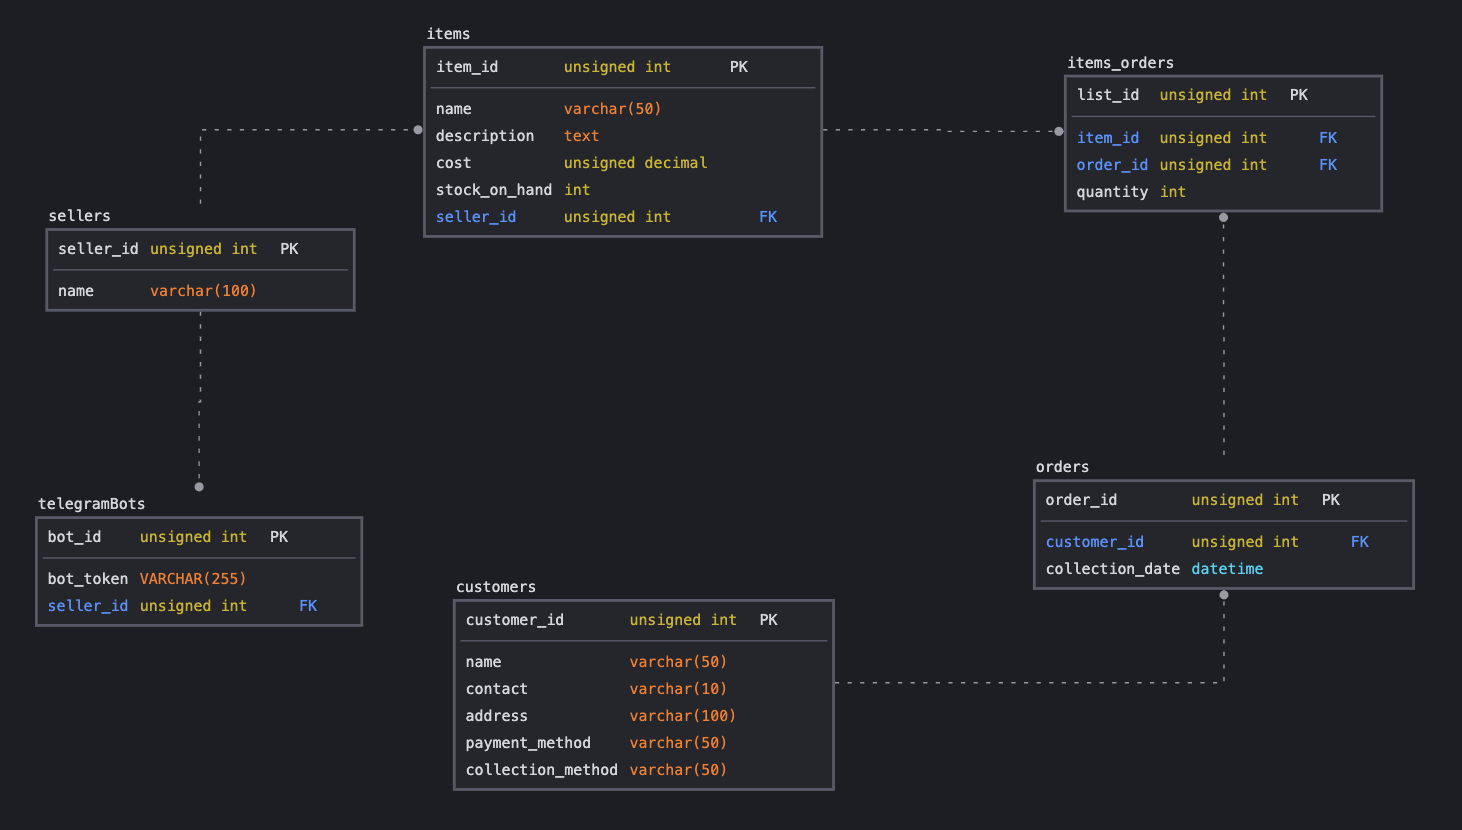 items
item_id unsigned int PK
name varchar(50)
description text
cost unsigned decimal
stock_on_hand int
seller_id unsigned int FK
items_orders
list_id unsigned int PK
item_id unsigned int FK
order_id unsigned int FK
quantity int
sellers
seller_id unsigned int PK
name varchar(100)
telegramBots
bot_id unsigned int PK
bot_token VARCHAR(255)
seller_id unsigned int FK
orders
order_id unsigned int PK
customer_id unsigned int FK
collection_date datetime
customers
customer_id unsigned int PK
name varchar(50)
contact varchar(10)
address varchar(100)
payment_method varchar(50)
collection_method varchar(50)